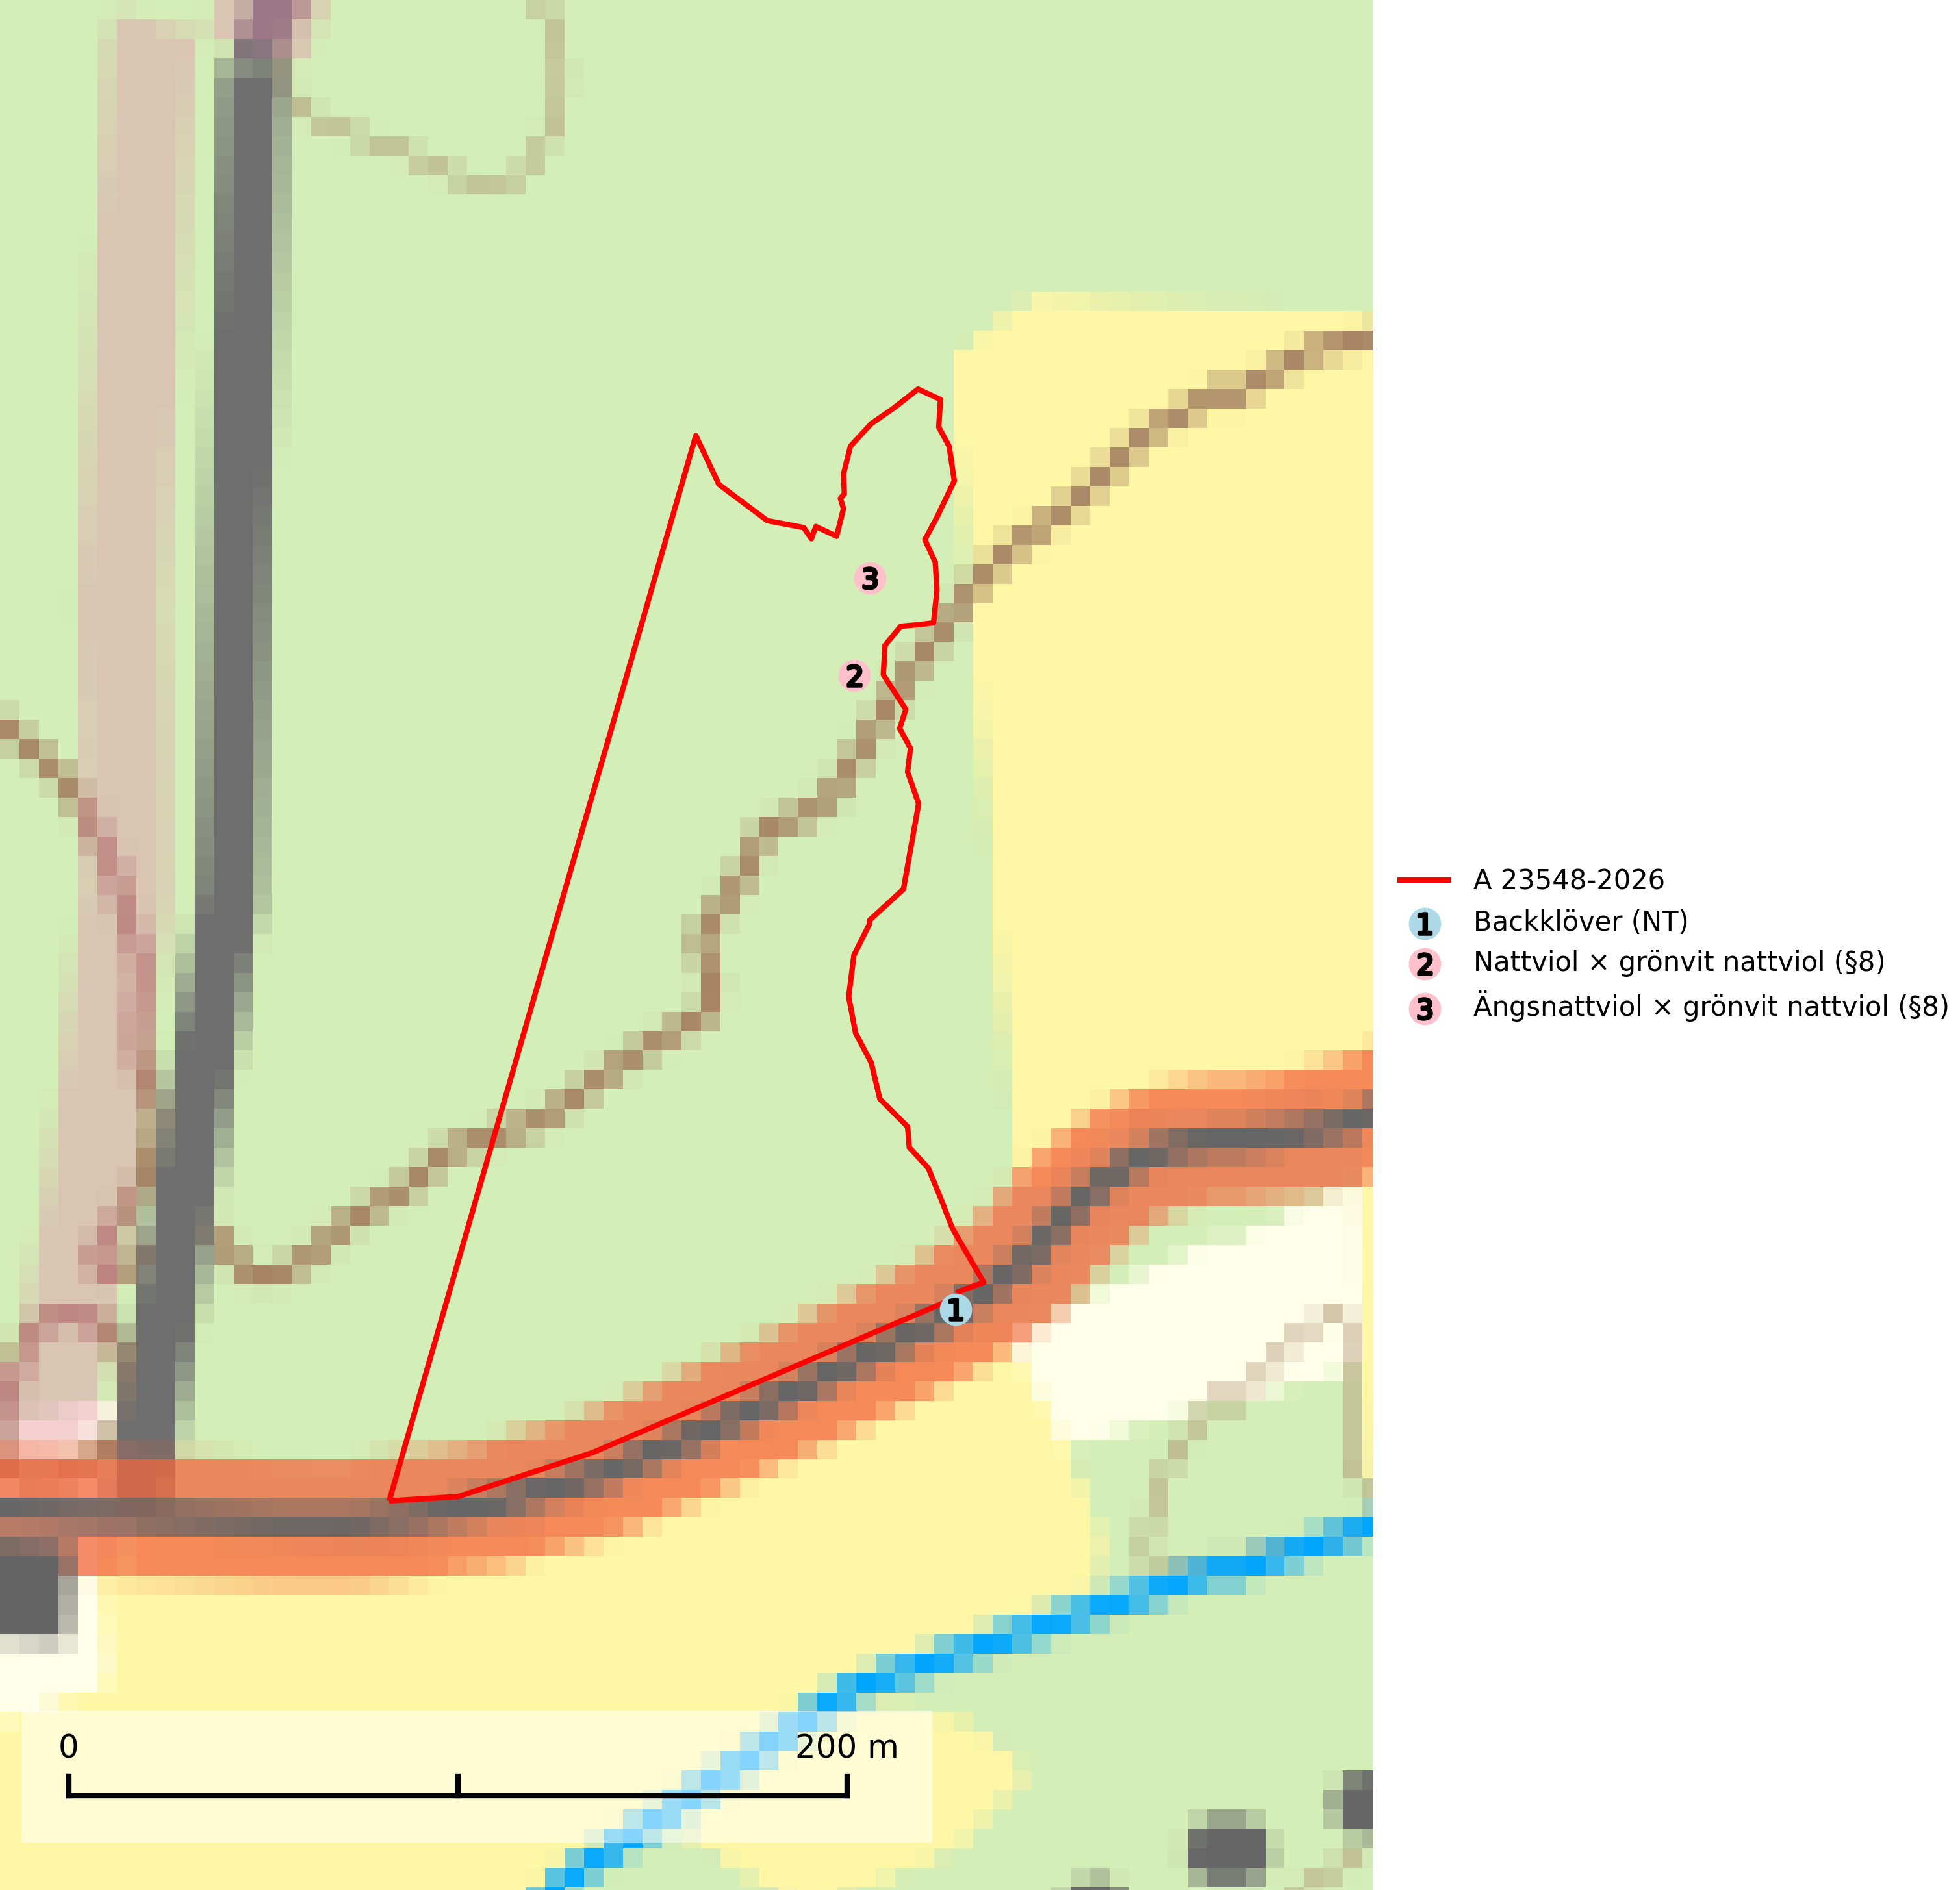 3
2
1
A 23548-2026
1 Backklöver (NT)
2 Nattviol × grönvit nattviol (§8)
3 Ängsnattviol × grönvit nattviol (§8)
0 200 m